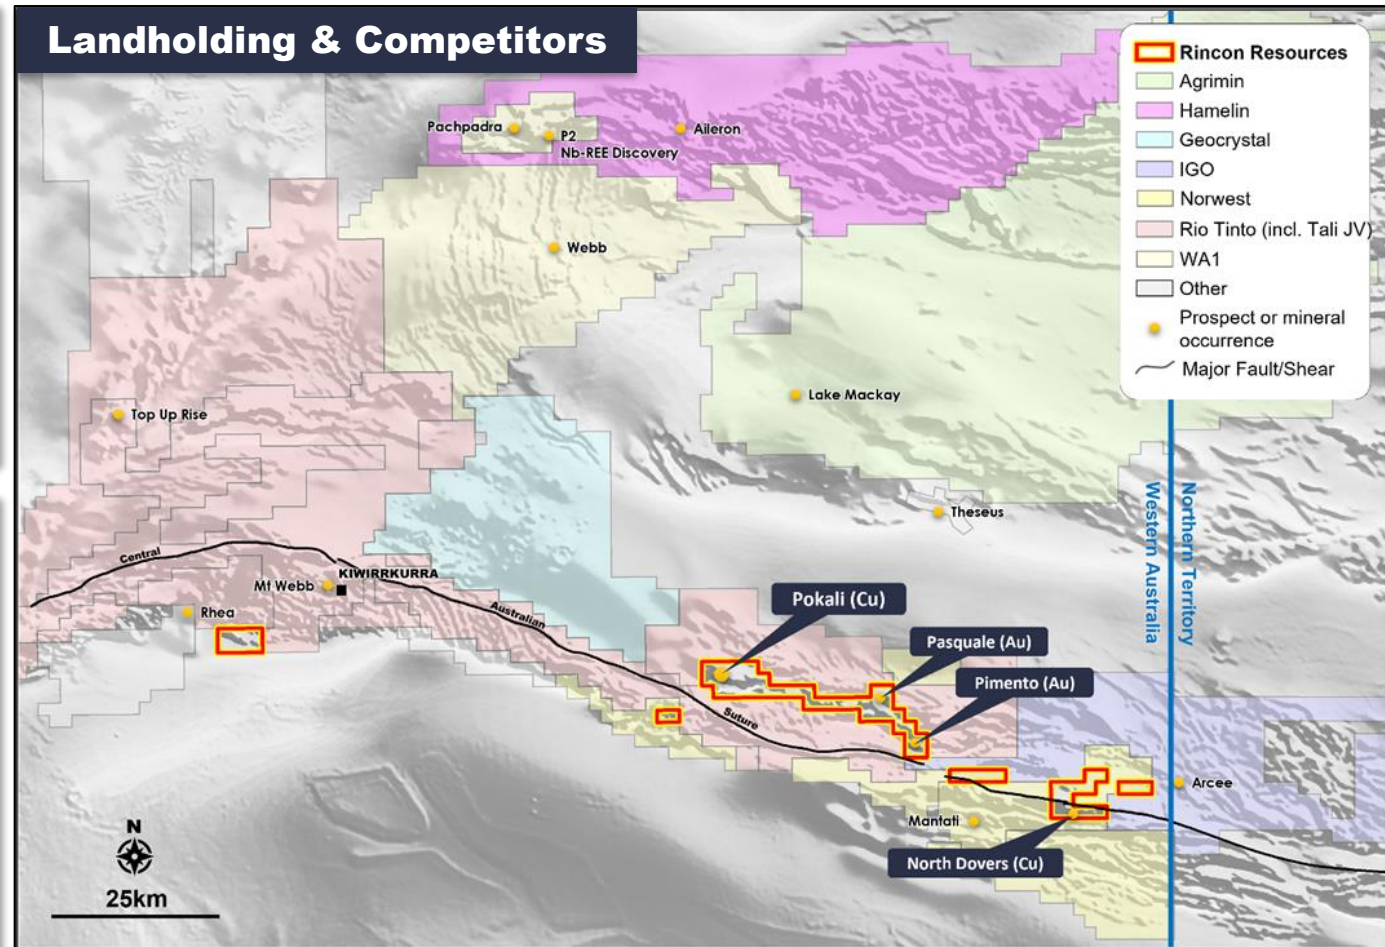 Landholding & Competitors
Rincon Resources
Agrimin
Hamelin
Geocrystal
IGO
Norwest
Rio Tinto (incl. Tali JV)
WA1
Other
Prospect or mineral
occurrence
Major Fault/Shear
Pachpadra
P2
Nb-REE Discovery
Aileron
Webb
Top Up Rise
Lake Mackay
Theseus
Western Australia
Northern Territory
Central
Mt Webb
KIWIRRKURRA
Rhea
Australian
Pokali (Cu)
Pasquale (Au)
Pimento (Au)
Suture
Arcee
Mantati
North Dovers (Cu)
N
25km